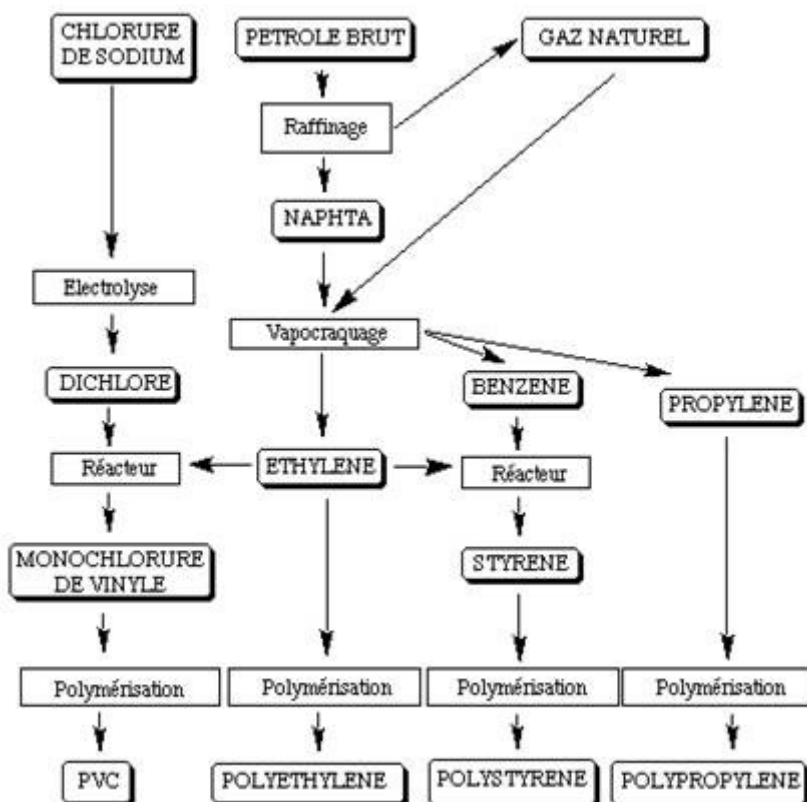 CHLORURE
DE SODIUM
PETROLE BRUT
GAZ NATUREL
Raffinage
NAPHTA
Electrolyse
Vapocraquage
DICHLORE
BENZENE
PROPYLENE
Réacteur
ETHYLENE
Réacteur
MONOCHLORURE
DE VINYLE
STYRENE
Polymérisation
Polymérisation
Polymérisation
Polymérisation
PVC
POLYETHYLENE
POLYSTYRENE
POLYPROPYLENE